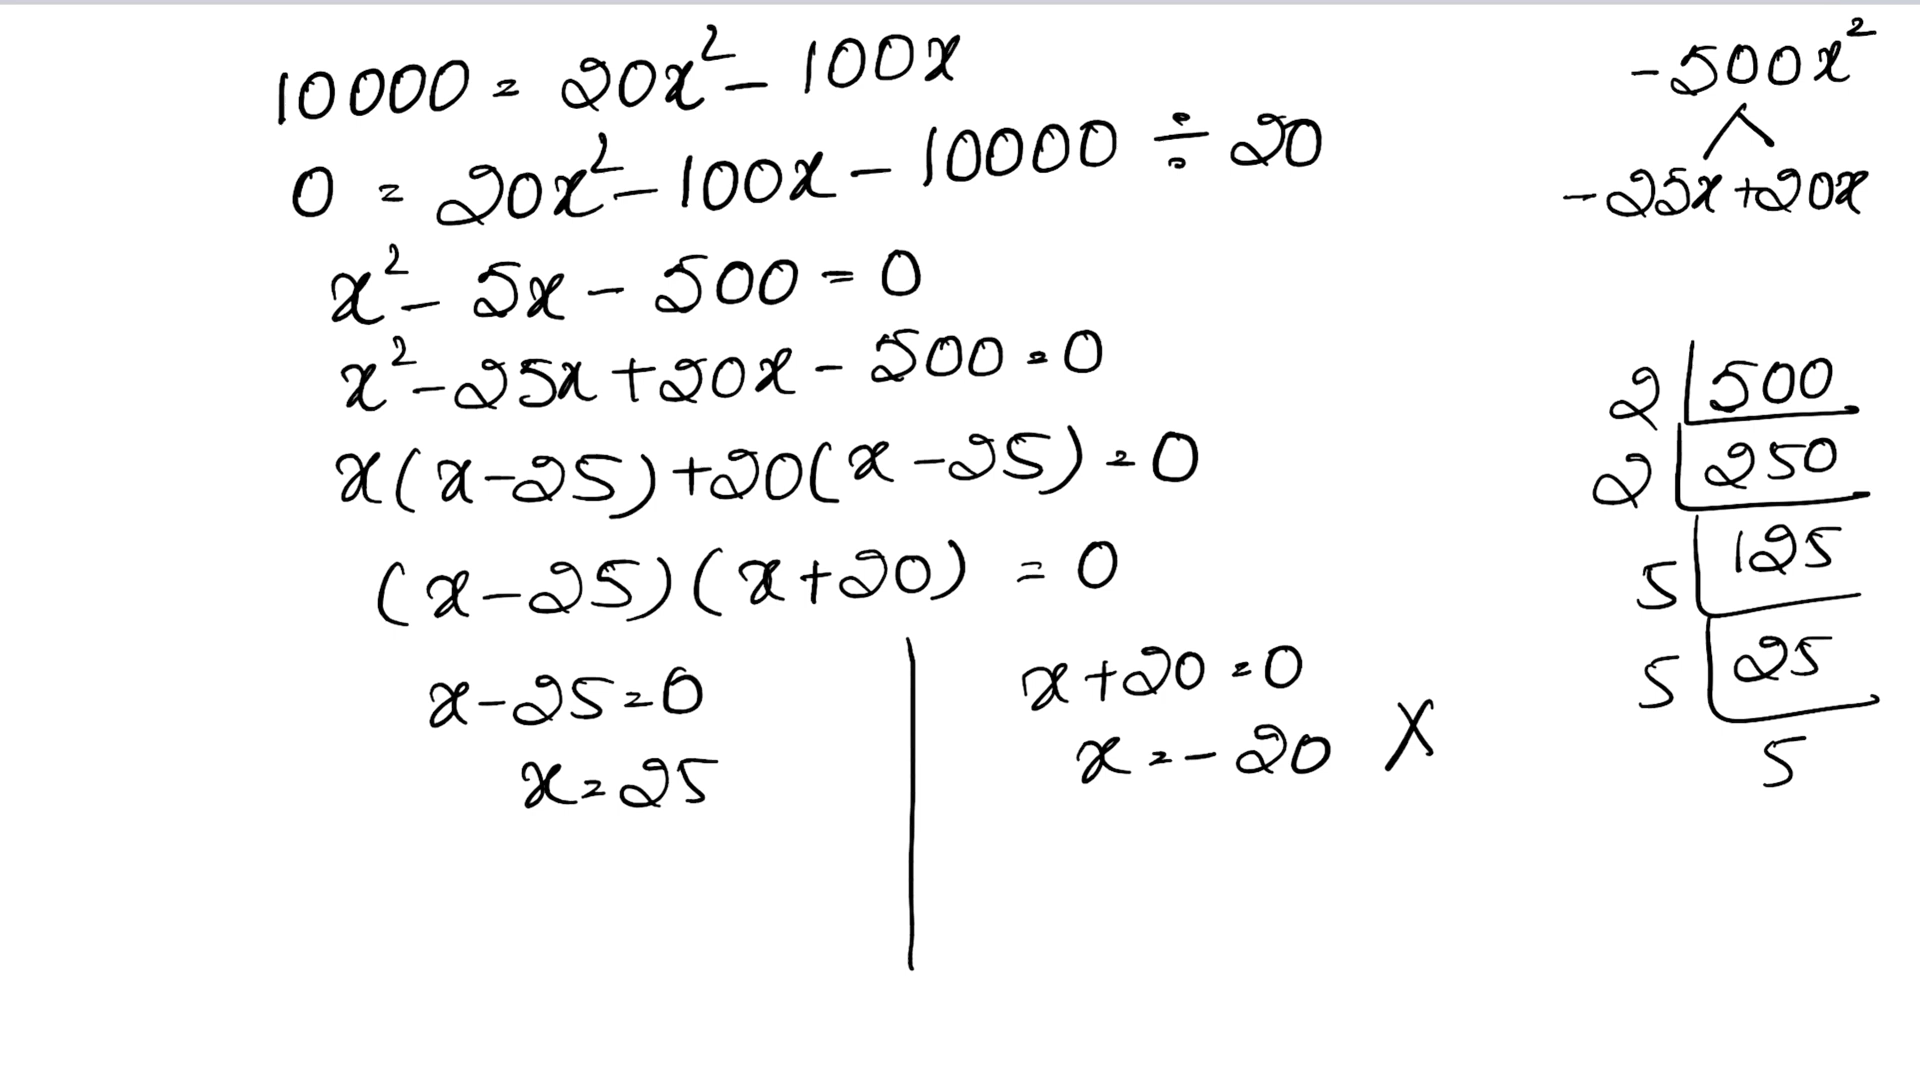 10000 = 20x² - 100x
0 = 20x² - 100x - 10000 ÷ 20
x² - 5x - 500 = 0
x² - 25x + 20x - 500 = 0
x(x-25) + 20(x-25) = 0
(x-25)(x+20) = 0
x - 25 = 0
x = 25
x + 20 = 0
x = - 20 X
-500x²
-25x + 20x
2 | 500
2 | 250
5 | 125
5 | 25
5